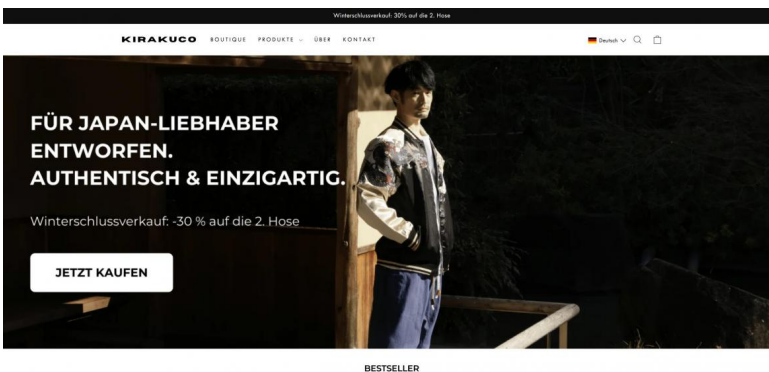 Winterschlussverkauf: 30% auf die 2. Hose
KIRAKUCO BOUTIQUE PRODUKTE ÜBER KONTAKT Deutsch
FÜR JAPAN-LIEBHABER
ENTWORFEN.
AUTHENTISCH & EINZIGARTIG.
Winterschlussverkauf: -30 % auf die 2. Hose
JETZT KAUFEN
BESTSELLER